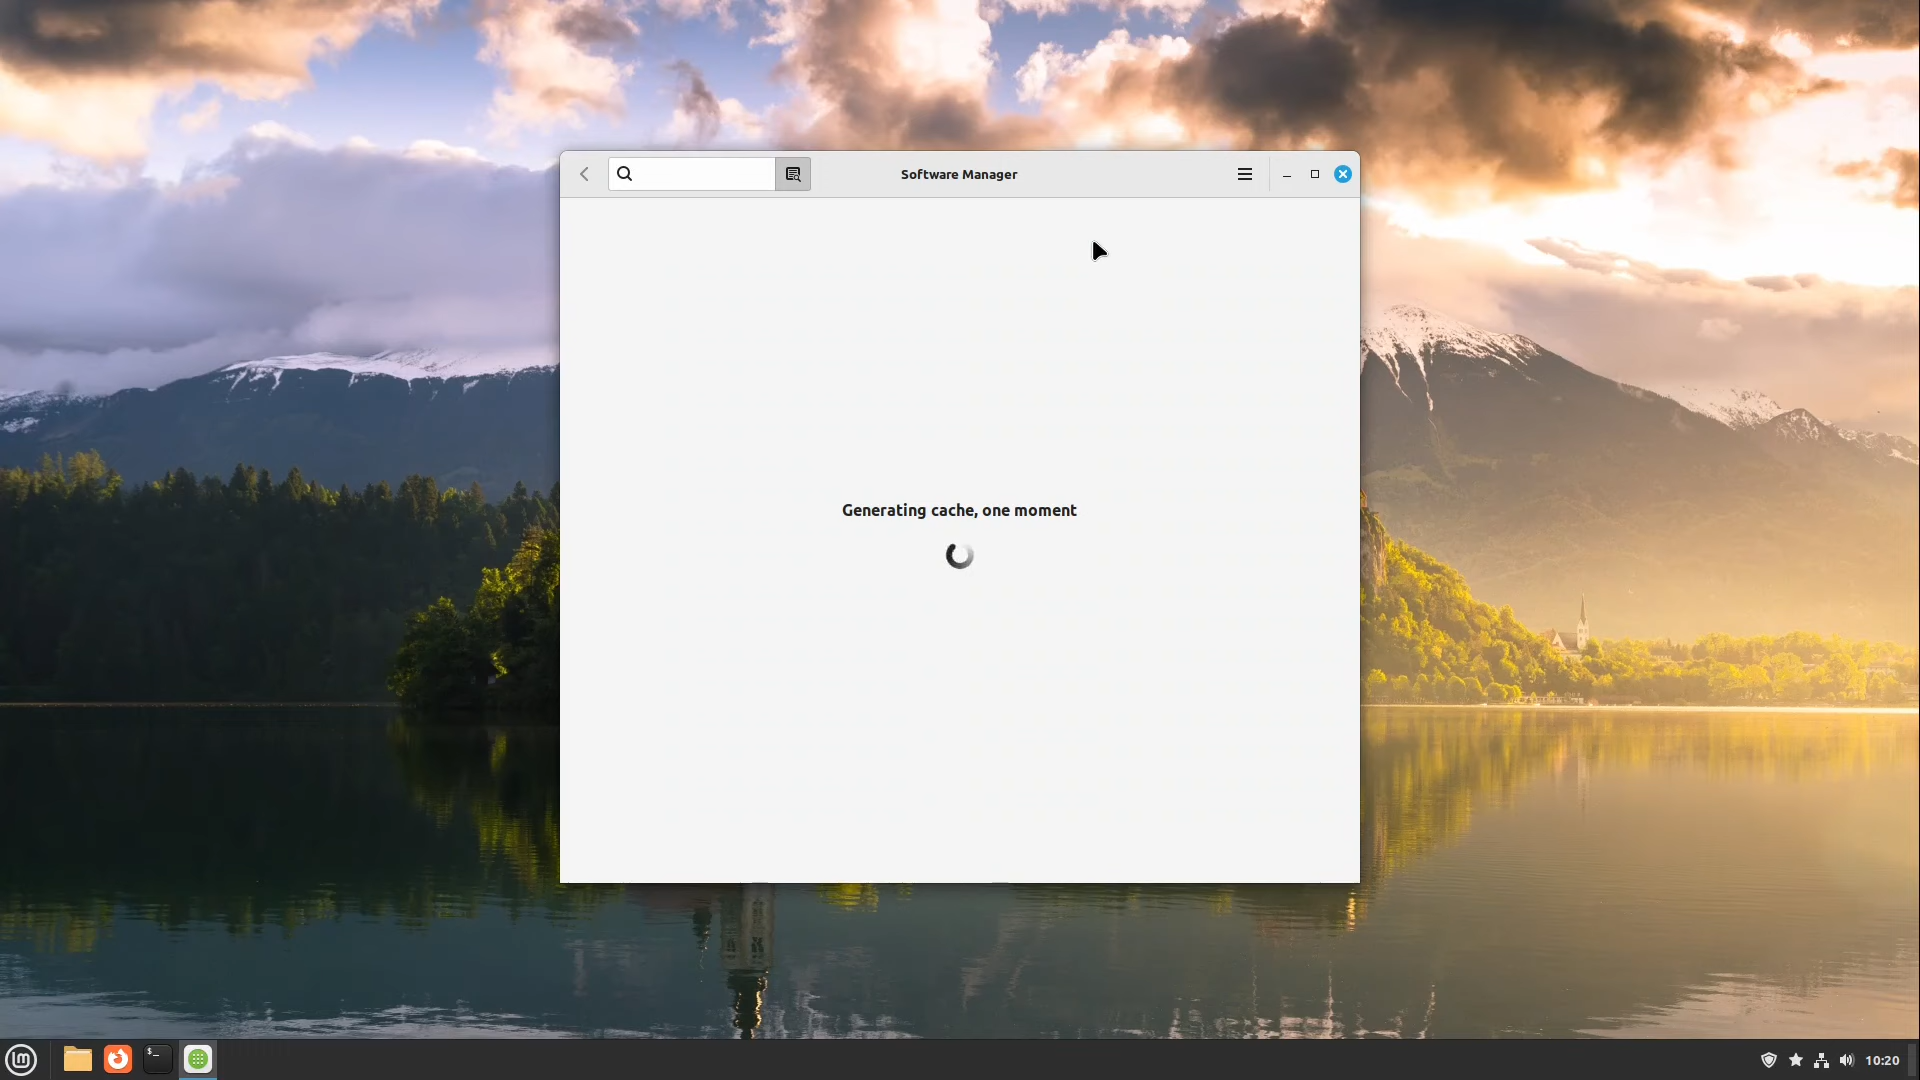 Software Manager
Generating cache, one moment
$_
10:20